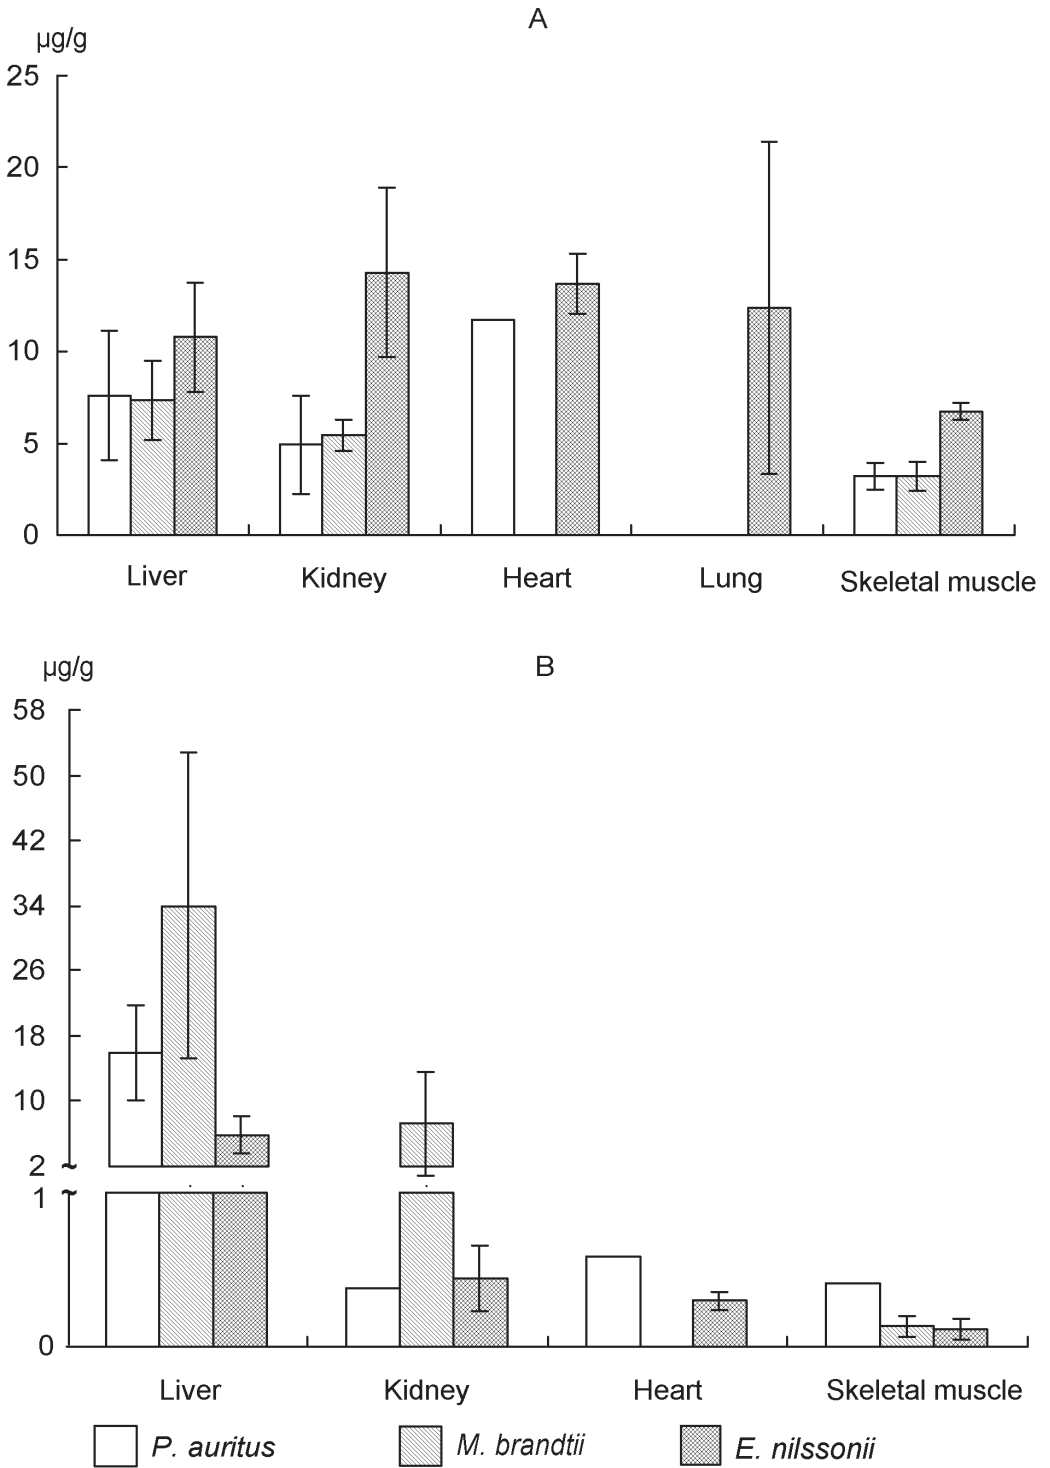 A
µg/g
25
20
15
10
5
0
Liver Kidney Heart Lung Skeletal muscle
µg/g B
58
50
42
34
26
18
10
2 ~
1 ~
0
Liver Kidney Heart Skeletal muscle
P. auritus M. brandtii E. nilssonii